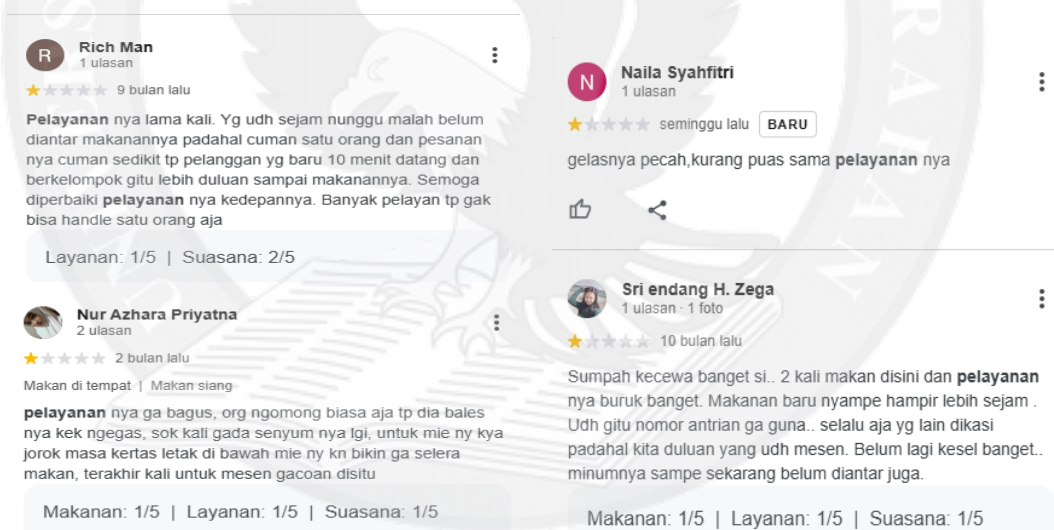 R
Rich Man
1 ulasan
9 bulan lalu
Pelayanan nya lama kali. Yg udh sejam nunggu malah belum
diantar makanannya padahal cuman satu orang dan pesanan
nya cuman sedikit tp pelanggan yg baru 10 menit datang dan
berkelompok gitu lebih duluan sampai makanannya. Semoga
diperbaiki pelayanan nya kedepannya. Banyak pelayan tp gak
bisa handle satu orang aja
Layanan: 1/5 | Suasana: 2/5
Nur Azhara Priyatna
2 ulasan
2 bulan lalu
Makan di tempat | Makan siang
pelayanan nya ga bagus, org ngomong biasa aja tp dia bales
nya kek ngegas, sok kali gada senyum nya lgi, untuk mie ny kya
jorok masa kertas letak di bawah mie ny kn bikin ga selera
makan, terakhir kali untuk mesen gacoan disitu
Makanan: 1/5 | Layanan: 1/5 | Suasana: 1/5
N
Naila Syahfitri
1 ulasan
seminggu lalu BARU
gelasnya pecah,kurang puas sama pelayanan nya
Sri endang H. Zega
1 ulasan · 1 foto
10 bulan lalu
Sumpah kecewa banget si.. 2 kali makan disini dan pelayanan
nya buruk banget. Makanan baru nyampe hampir lebih sejam .
Udh gitu nomor antrian ga guna.. selalu aja yg lain dikasi
padahal kita duluan yang udh mesen. Belum lagi kesel banget..
minumnya sampe sekarang belum diantar juga.
Makanan: 1/5 | Layanan: 1/5 | Suasana: 1/5